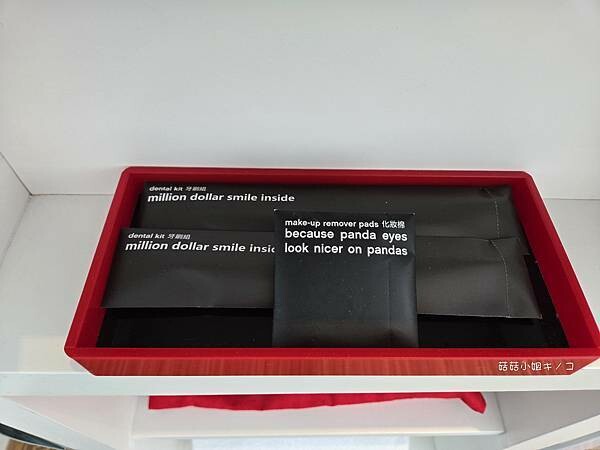 dental kit 牙刷組
million dollar smile inside
dental kit 牙刷組
million dollar smile insid
make-up remover pads 化妝棉
because panda eyes
look nicer on pandas
菇菇小姐キノコ